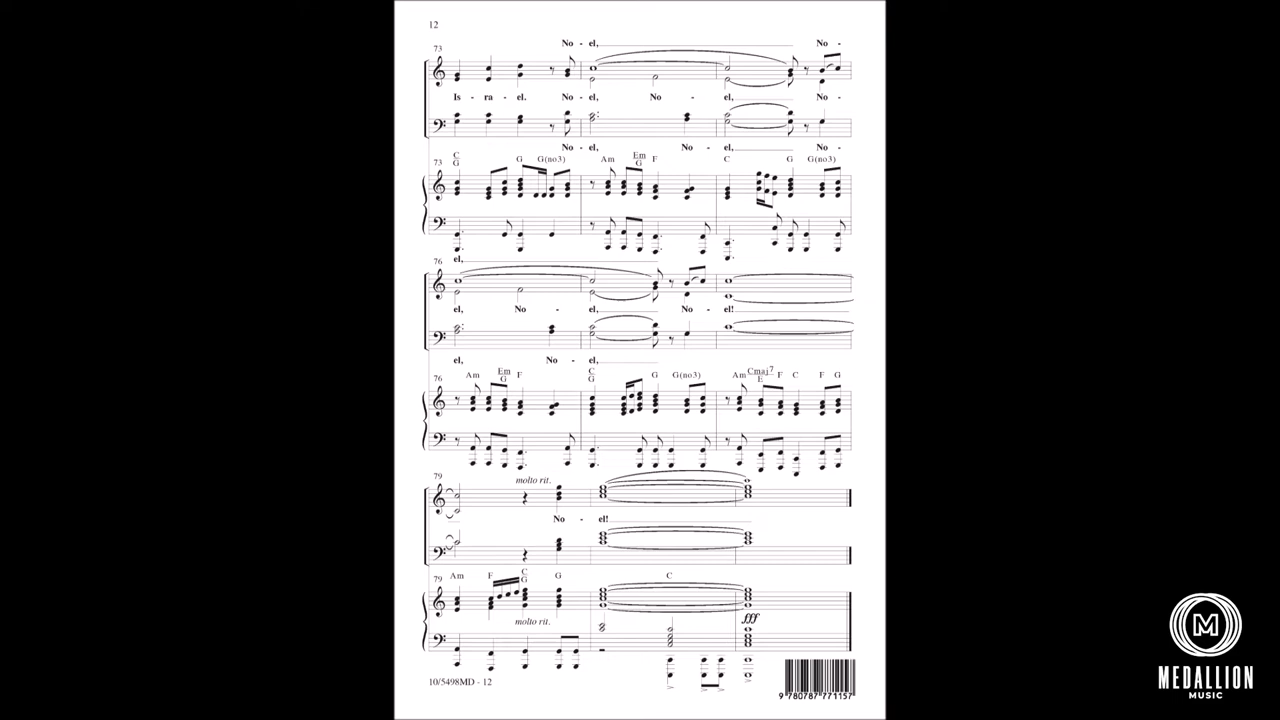 12
No - el, No -
73
Is - ra - el. No - el, No - el, No -
No - el, No - el, No -
C/G G G(no3) Am Em/G F C G G(no3)
73
el,
76
el, No - el, No - el!
el, No - el,
Am Em/G F C/G G G(no3) Am Cmaj7/E F C F G
76
79 molto rit.
No - el!
Am F C/G G C
79
molto rit. fff
10/5498MD - 12
9 780787 771157
M
MEDALLION
MUSIC